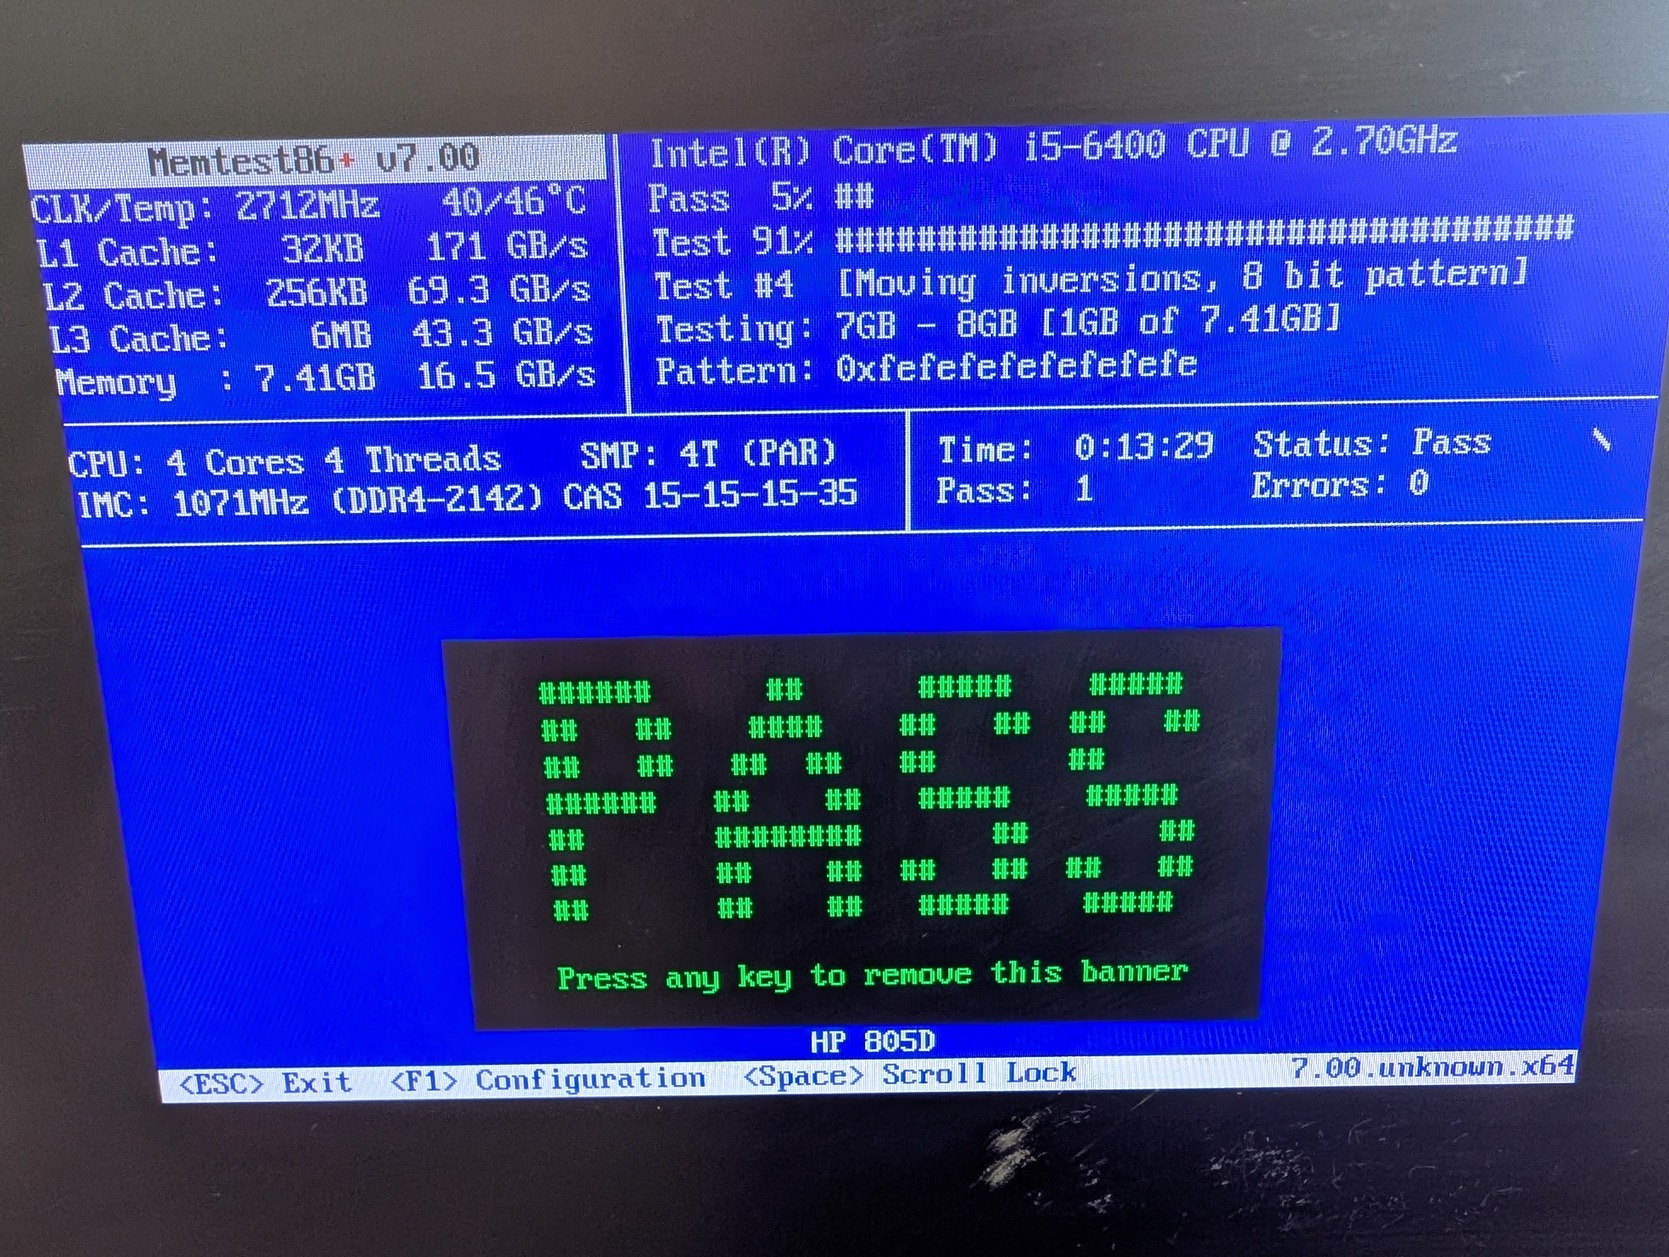 Memtest86+ v7.00
Intel(R) Core(TM) i5-6400 CPU @ 2.70GHz
CLK/Temp: 2712MHz 40/46°C
Pass 5% ##
L1 Cache: 32KB 171 GB/s
Test 91% ####################################
L2 Cache: 256KB 69.3 GB/s
Test #4 [Moving inversions, 8 bit pattern]
L3 Cache: 6MB 43.3 GB/s
Testing: 7GB - 8GB [1GB of 7.41GB]
Memory : 7.41GB 16.5 GB/s
Pattern: 0xfefefefefefefefe
CPU: 4 Cores 4 Threads SMP: 4T (PAR)
Time: 0:13:29 Status: Pass \
IMC: 1071MHz (DDR4-2142) CAS 15-15-15-35
Pass: 1 Errors: 0
PASS
Press any key to remove this banner
HP 805D
<ESC> Exit <F1> Configuration <Space> Scroll Lock 7.00.unknown.x64